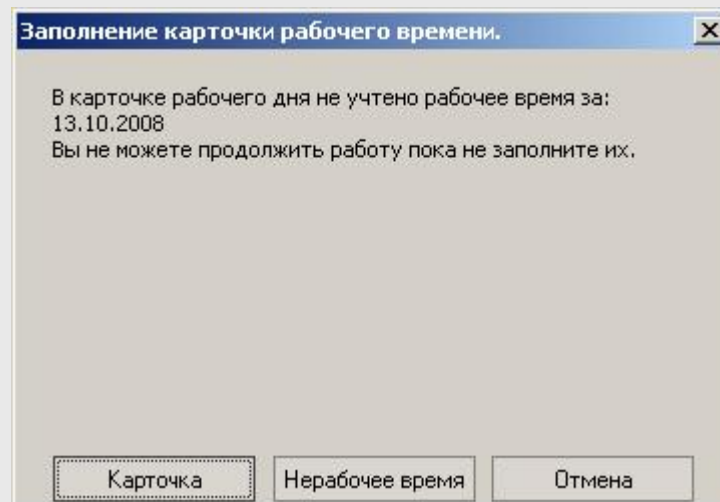 Заполнение карточки рабочего времени.
В карточке рабочего дня не учтено рабочее время за:
13.10.2008
Вы не можете продолжить работу пока не заполните их.
Карточка
Нерабочее время
Отмена